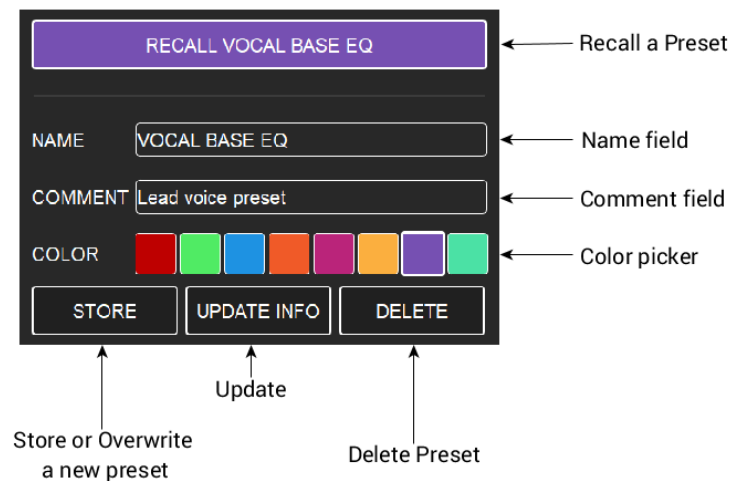 RECALL VOCAL BASE EQ
Recall a Preset
NAME
VOCAL BASE EQ
Name field
COMMENT
Lead voice preset
Comment field
COLOR
Color picker
STORE
UPDATE INFO
DELETE
Update
Store or Overwrite
a new preset
Delete Preset